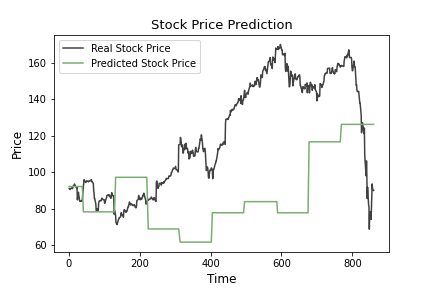 Stock Price Prediction
Real Stock Price
Predicted Stock Price
160
140
120
100
80
60
Price
0 200 400 600 800
Time